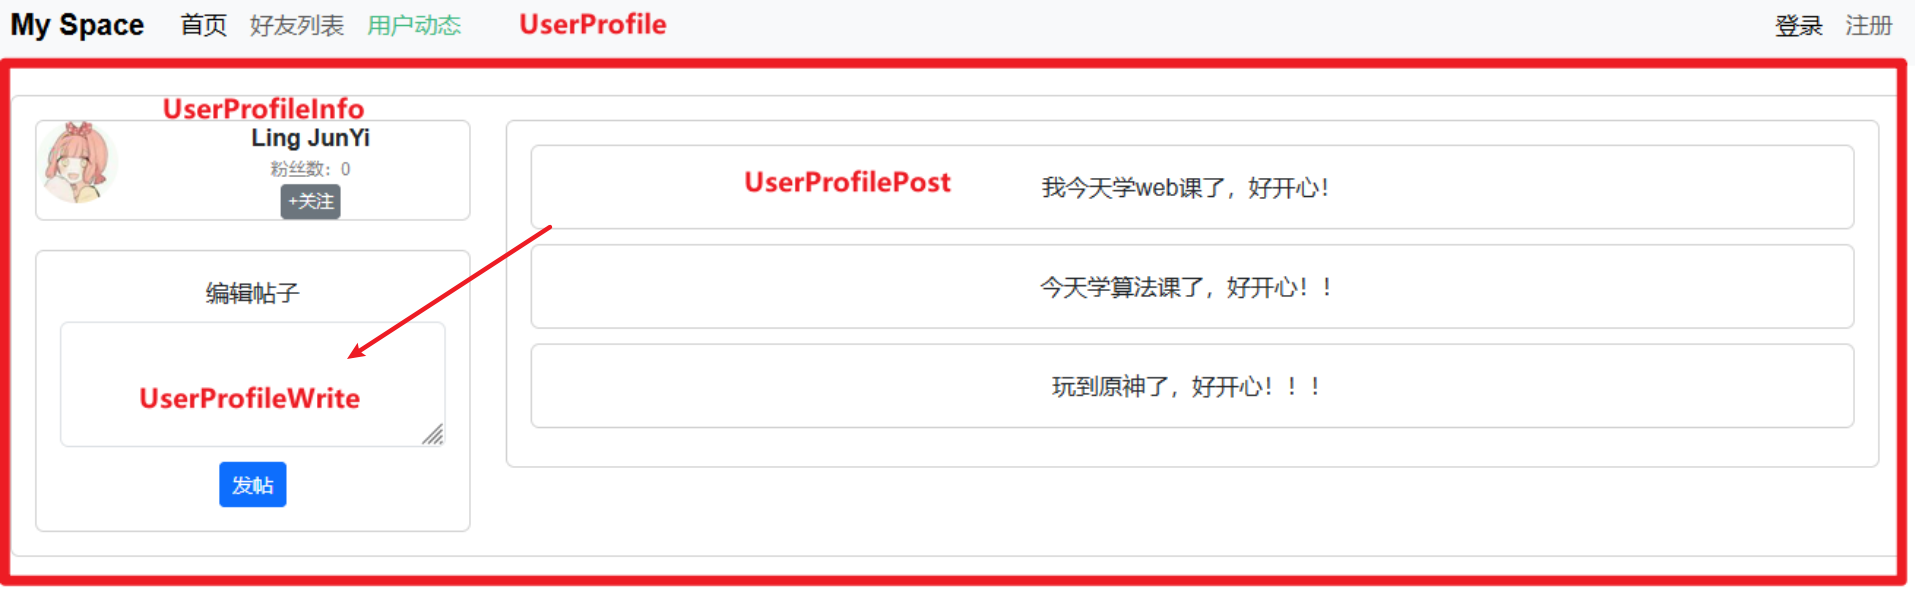 My Space 首页 好友列表 用户动态 UserProfile 登录 注册
UserProfileInfo
Ling JunYi
粉丝数：0
+关注
编辑帖子
UserProfileWrite
发帖
UserProfilePost 我今天学web课了，好开心！
今天学算法课了，好开心！！
玩到原神了，好开心！！！